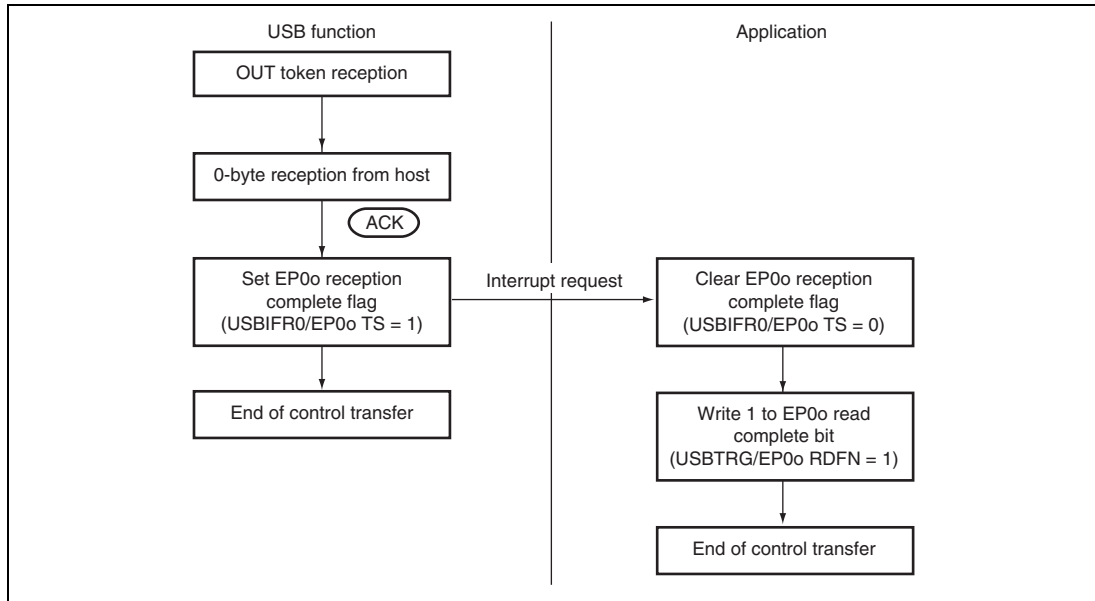 USB function
Application
OUT token reception
0-byte reception from host
ACK
Set EP0o reception
complete flag
(USBIFR0/EP0o TS = 1)
Interrupt request
Clear EP0o reception
complete flag
(USBIFR0/EP0o TS = 0)
End of control transfer
Write 1 to EP0o read
complete bit
(USBTRG/EP0o RDFN = 1)
End of control transfer